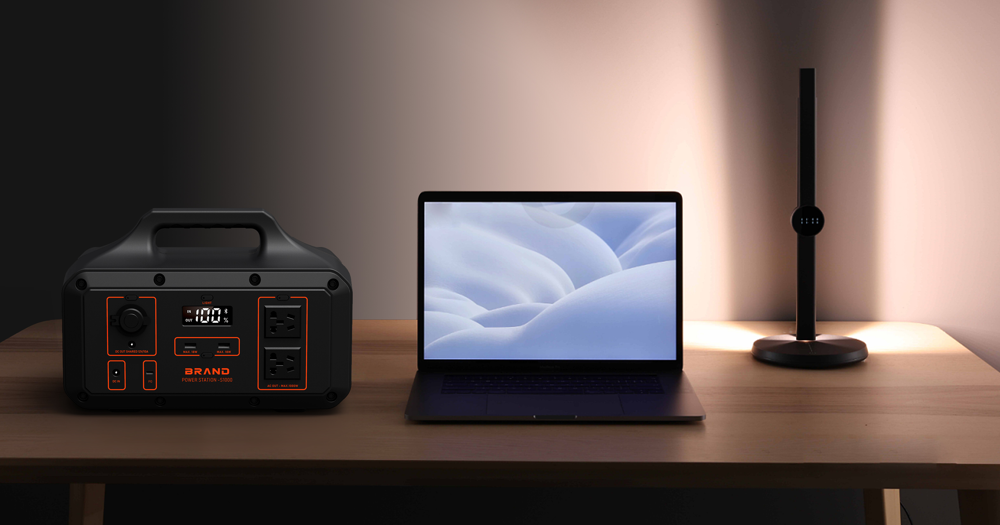 LIGHT
IN 100 %
OUT
DC OUT SHARED 12V/10A
MAX. 18W
MAX. 18W
DC IN
PD
BRAND
POWER STATION -S1000
AC OUT - MAX.1000W